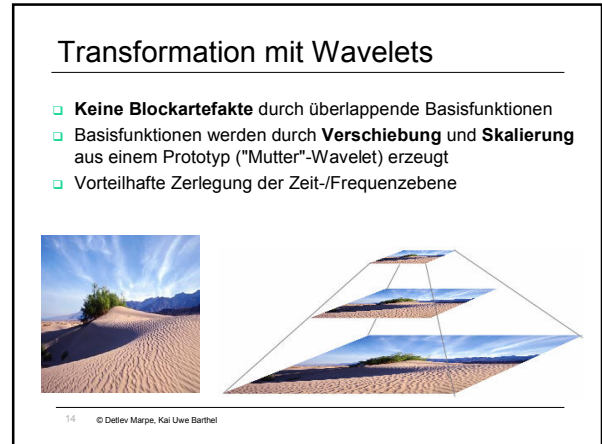 Transformation mit Wavelets
Keine Blockartefakte durch überlappende Basisfunktionen
Basisfunktionen werden durch Verschiebung und Skalierung
aus einem Prototyp ("Mutter"-Wavelet) erzeugt
Vorteilhafte Zerlegung der Zeit-/Frequenzebene
14 © Detlev Marpe, Kai Uwe Barthel